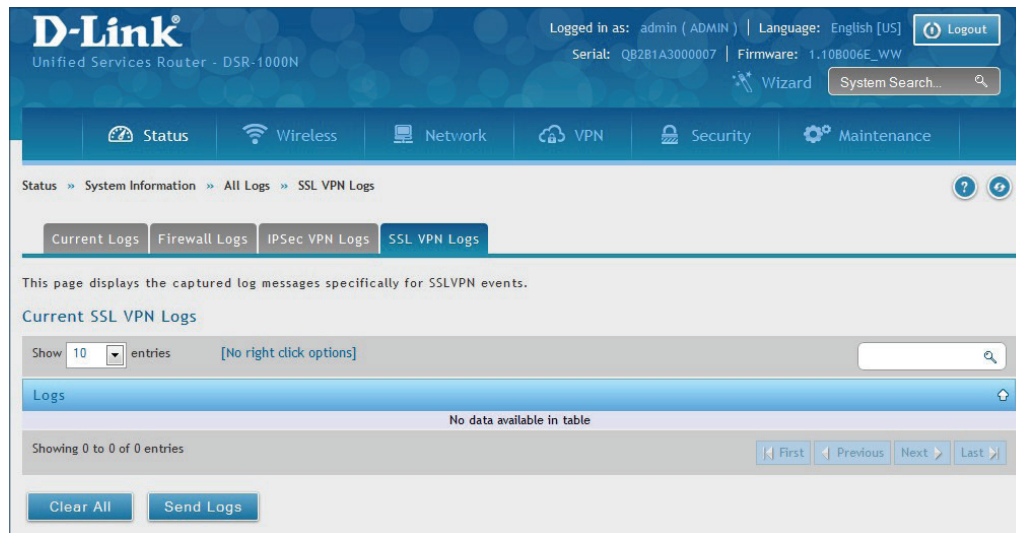 D-Link
Unified Services Router - DSR-1000N
Logged in as: admin ( ADMIN ) | Language: English [US]
Logout
Serial: QB2B1A3000007 | Firmware: 1.10B006E_WW
Wizard
System Search...
Status
Wireless
Network
VPN
Security
Maintenance
Status » System Information » All Logs » SSL VPN Logs
Current Logs
Firewall Logs
IPSec VPN Logs
SSL VPN Logs
This page displays the captured log messages specifically for SSLVPN events.
Current SSL VPN Logs
Show 10 entries
[No right click options]
Logs
No data available in table
Showing 0 to 0 of 0 entries
First
Previous
Next
Last
Clear All
Send Logs